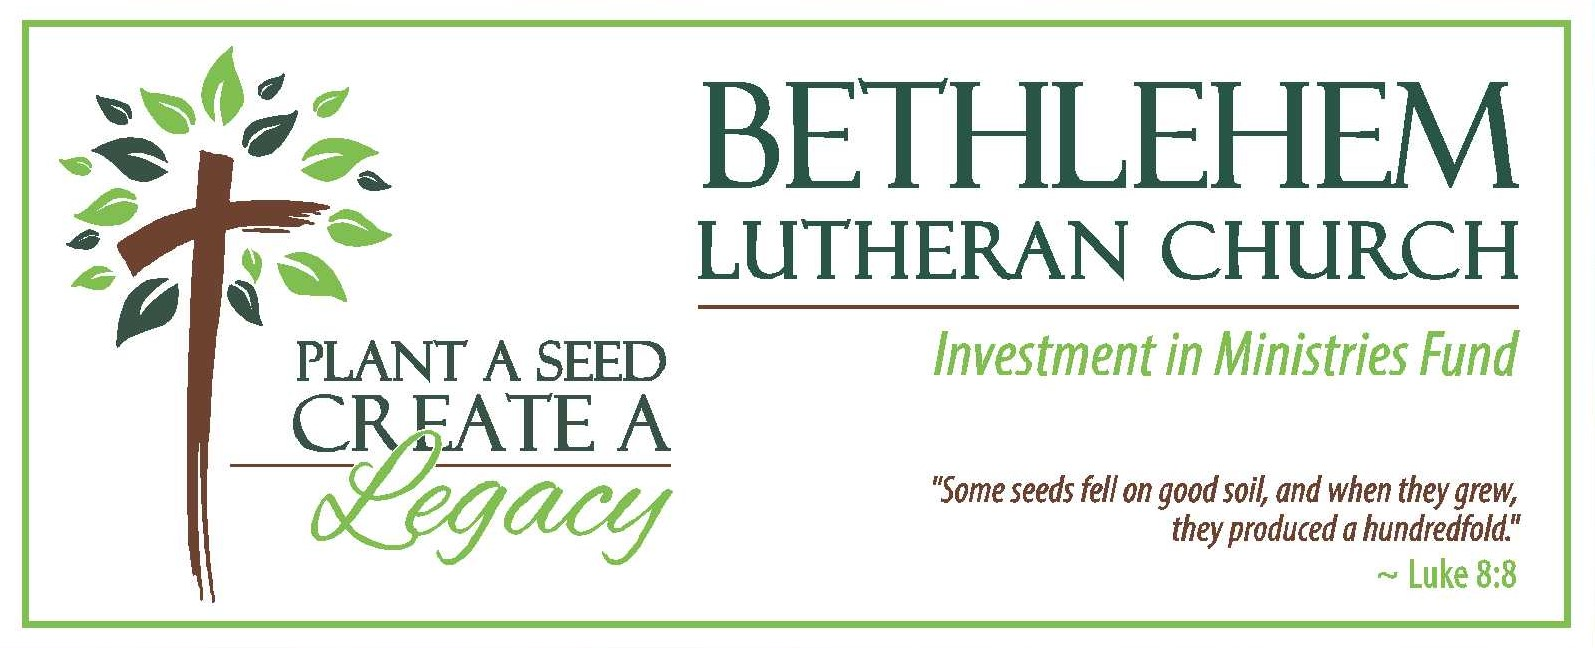 PLANT A SEED
CREATE A
Legacy
BETHLEHEM
LUTHERAN CHURCH
Investment in Ministries Fund
"Some seeds fell on good soil, and when they grew,
they produced a hundredfold."
~ Luke 8:8